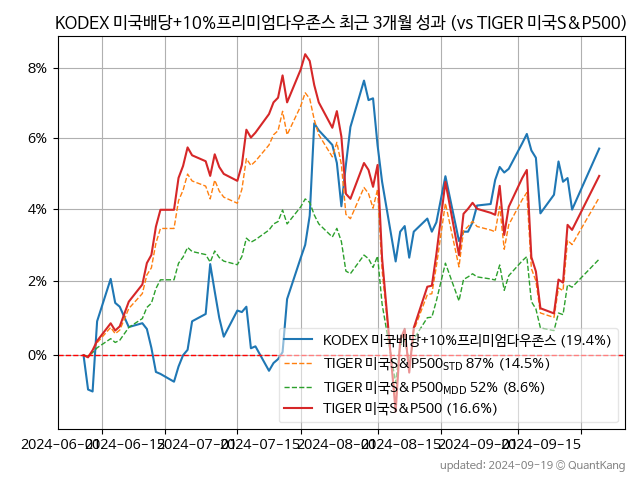 KODEX 미국배당+10%프리미엄다우존스 최근 3개월 성과 (vs TIGER 미국S&P500)
8%
6%
4%
2%
0%
KODEX 미국배당+10%프리미엄다우존스 (19.4%)
TIGER 미국S&P500STD 87% (14.5%)
TIGER 미국S&P500MDD 52% (8.6%)
TIGER 미국S&P500 (16.6%)
2024-06-01 2024-06-15 2024-07-01 2024-07-15 2024-08-01 2024-08-15 2024-09-01 2024-09-15
updated: 2024-09-19 © QuantKang